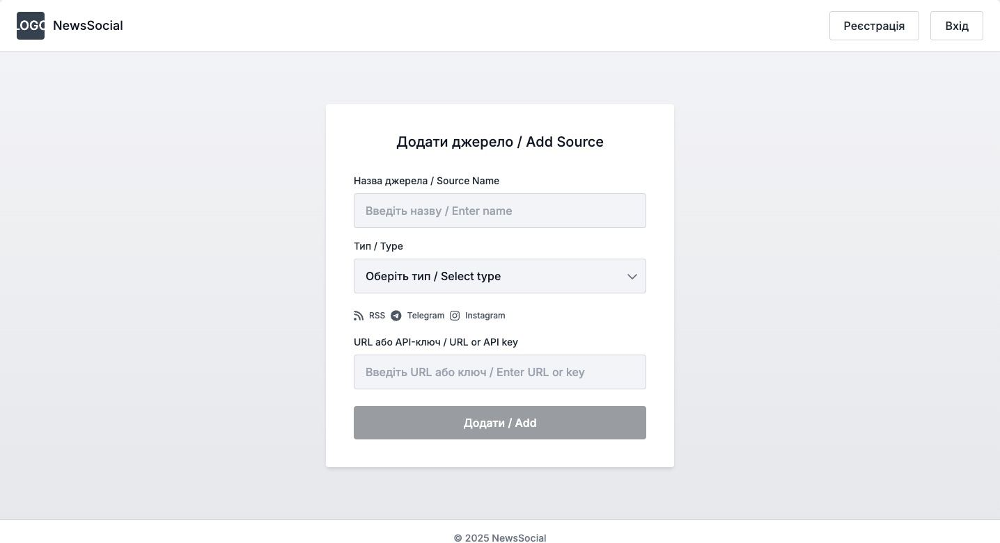 LOGO NewsSocial Реєстрація Вхід
Додати джерело / Add Source
Назва джерела / Source Name
Введіть назву / Enter name
Тип / Type
Оберіть тип / Select type
RSS Telegram Instagram
URL або API-ключ / URL or API key
Введіть URL або ключ / Enter URL or key
Додати / Add
© 2025 NewsSocial